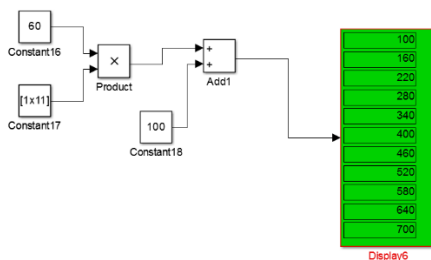 60
Constant16
×
Product
[1x11]
Constant17
+
+
Add1
100
Constant18
100
160
220
280
340
400
460
520
580
640
700
Display6